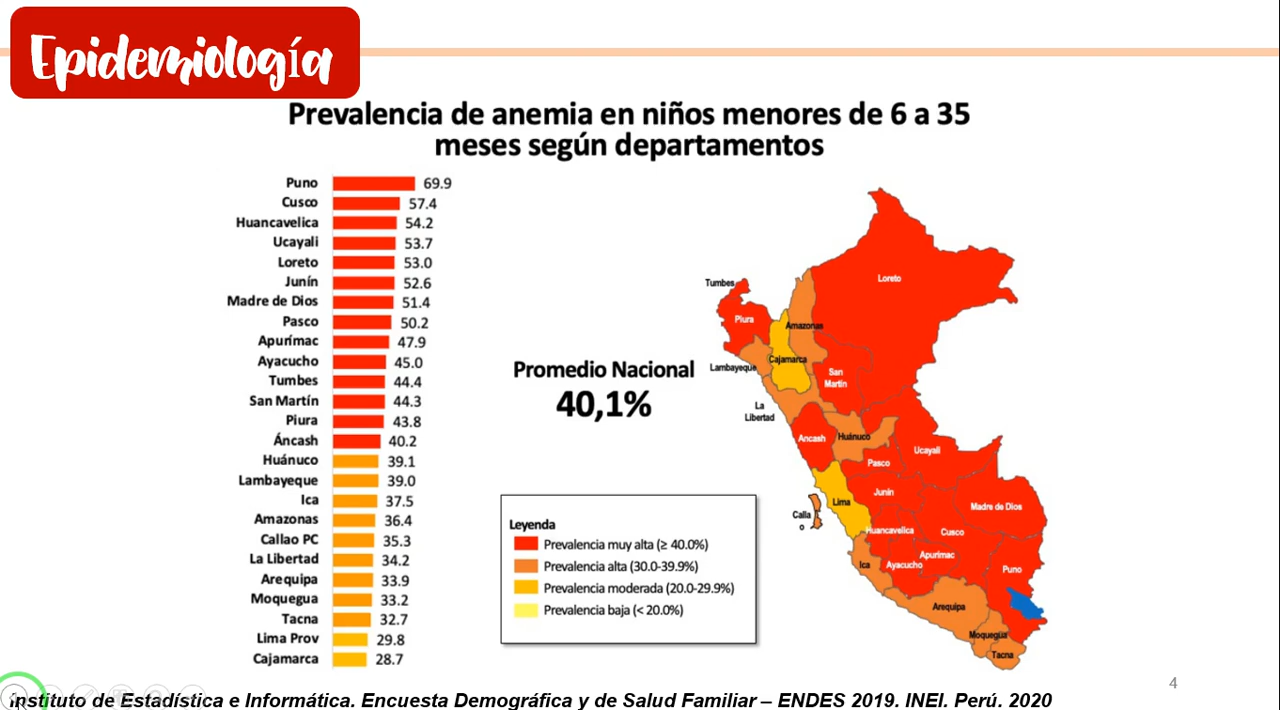 Epidemiología
Prevalencia de anemia en niños menores de 6 a 35
meses según departamentos
Puno 69.9
Cusco 57.4
Huancavelica 54.2
Ucayali 53.7
Loreto 53.0
Junín 52.6
Madre de Dios 51.4
Pasco 50.2
Apurímac 47.9
Ayacucho 45.0
Tumbes 44.4
San Martín 44.3
Piura 43.8
Áncash 40.2
Huánuco 39.1
Lambayeque 39.0
Ica 37.5
Amazonas 36.4
Callao PC 35.3
La Libertad 34.2
Arequipa 33.9
Moquegua 33.2
Tacna 32.7
Lima Prov 29.8
Cajamarca 28.7
Promedio Nacional
40,1%
Leyenda
Prevalencia muy alta (≥ 40.0%)
Prevalencia alta (30.0-39.9%)
Prevalencia moderada (20.0-29.9%)
Prevalencia baja (< 20.0%)
Loreto
Tumbes
Piura
Amazonas
Cajamarca
Lambayeque
San
Martín
La
Libertad
Ancash
Huánuco
Ucayali
Pasco
Junín
Lima
Madre de Dios
Calla
o
Huancavelica
Cusco
Apurímac
Ica
Ayacucho
Puno
Arequipa
Moquegua
Tacna
4
Instituto de Estadística e Informática. Encuesta Demográfica y de Salud Familiar – ENDES 2019. INEI. Perú. 2020